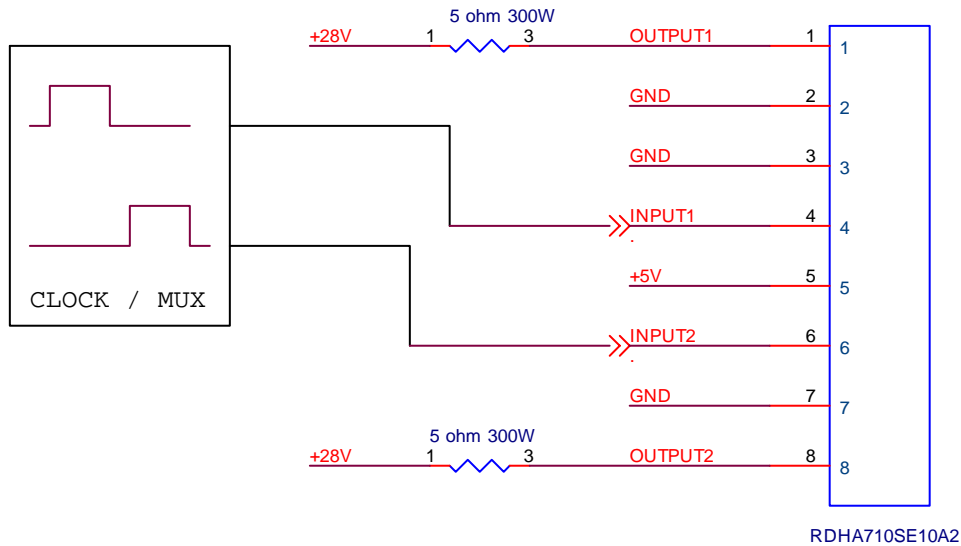 5 ohm 300W
+28V 1 3 OUTPUT1 1 1
GND 2 2
GND 3 3
INPUT1 4 4
+5V 5 5
CLOCK / MUX
INPUT2 6 6
GND 7 7
5 ohm 300W
+28V 1 3 OUTPUT2 8 8
RDHA710SE10A2